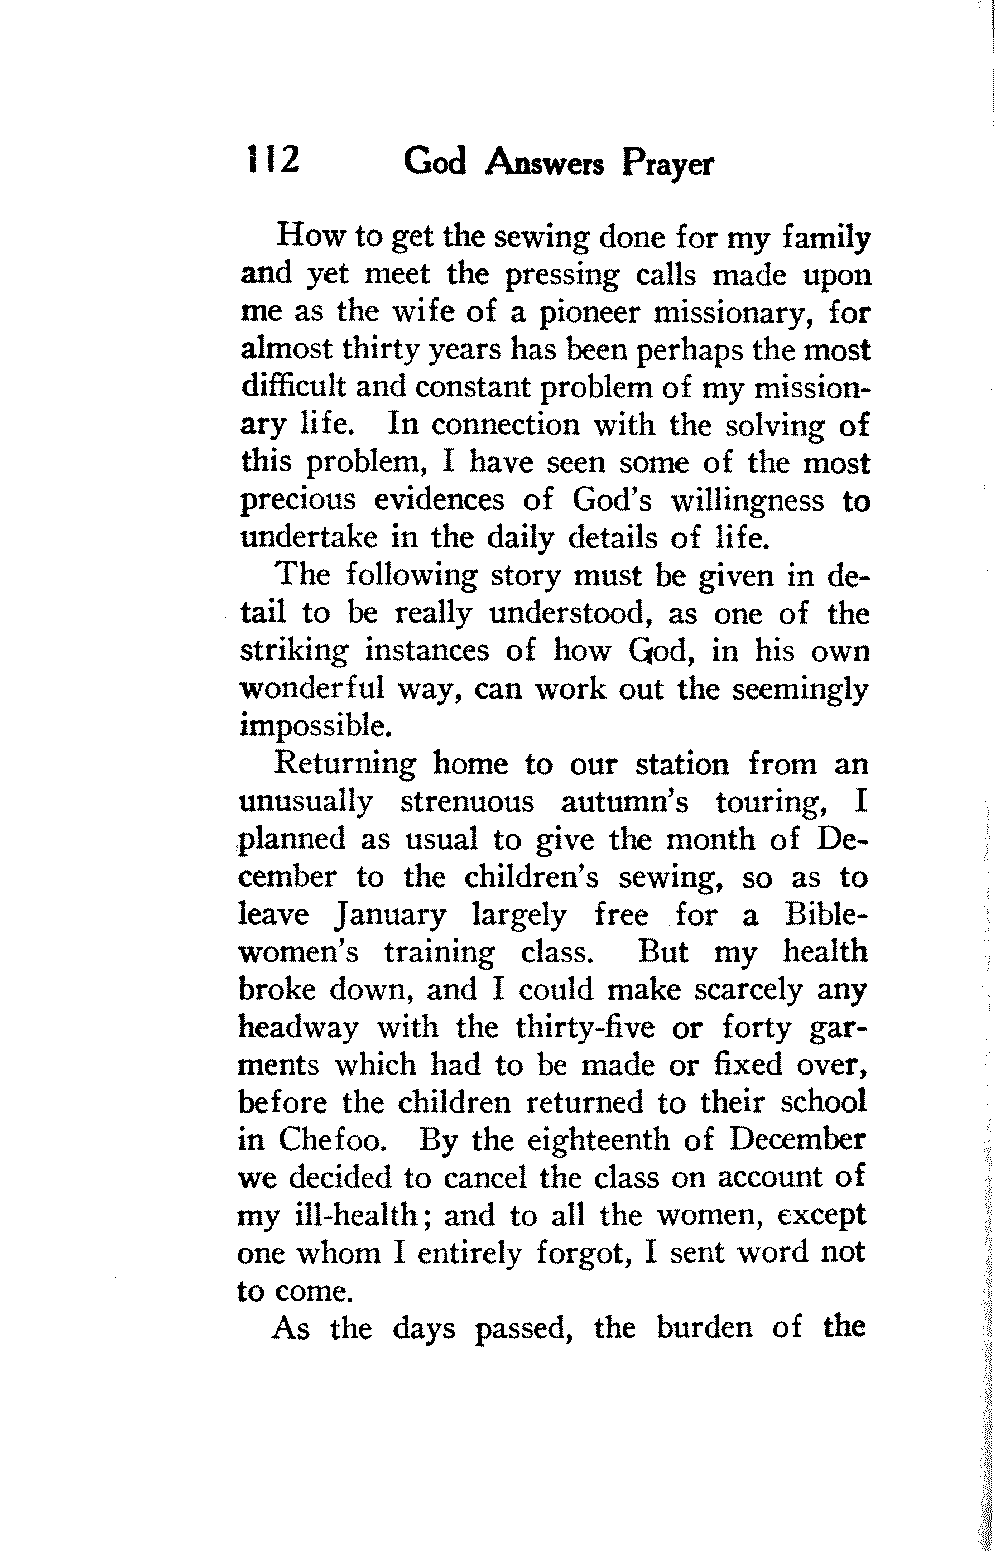 112 God Answers Prayer
How to get the sewing done for my family
and yet meet the pressing calls made upon
me as the wife of a pioneer missionary, for
almost thirty years has been perhaps the most
difficult and constant problem of my mission-
ary life. In connection with the solving of
this problem, I have seen some of the most
precious evidences of God's willingness to
undertake in the daily details of life.
The following story must be given in de-
tail to be really understood, as one of the
striking instances of how God, in his own
wonderful way, can work out the seemingly
impossible.
Returning home to our station from an
unusually strenuous autumn's touring, I
planned as usual to give the month of De-
cember to the children's sewing, so as to
leave January largely free for a Bible-
women's training class. But my health
broke down, and I could make scarcely any
headway with the thirty-five or forty gar-
ments which had to be made or fixed over,
before the children returned to their school
in Chefoo. By the eighteenth of December
we decided to cancel the class on account of
my ill-health; and to all the women, except
one whom I entirely forgot, I sent word not
to come.
As the days passed, the burden of the